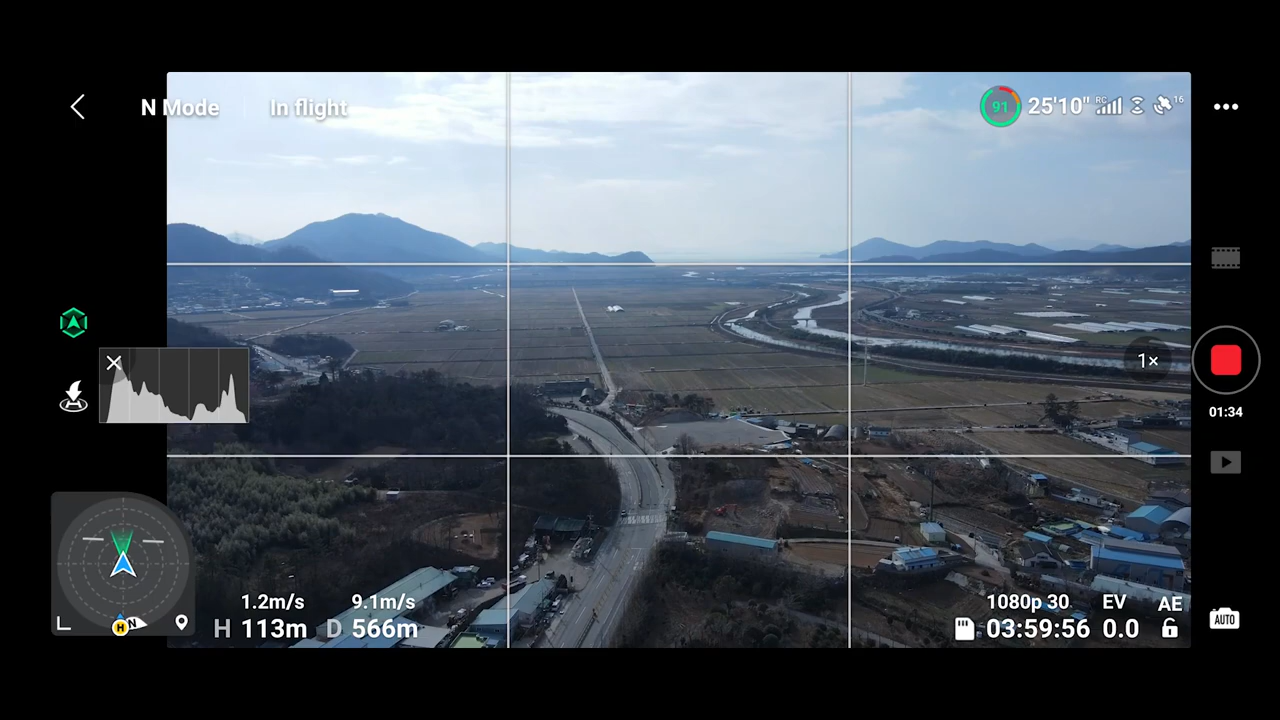 N Mode
In flight
91
25'10"
RC
16
1×
01:34
N
H
1.2m/s
9.1m/s
H 113m
D 566m
1080p 30
EV
AE
03:59:56
0.0
AUTO